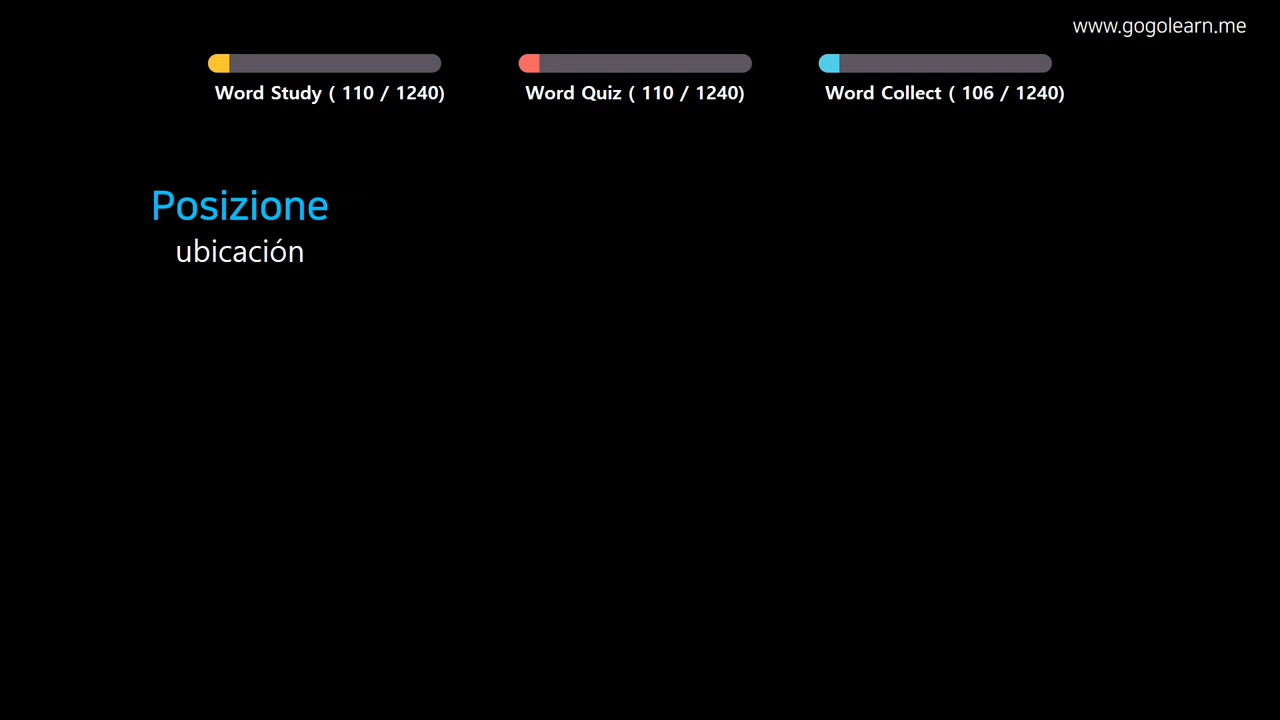 www.gogolearn.me
Word Study ( 110 / 1240)
Word Quiz ( 110 / 1240)
Word Collect ( 106 / 1240)
Posizione
ubicación